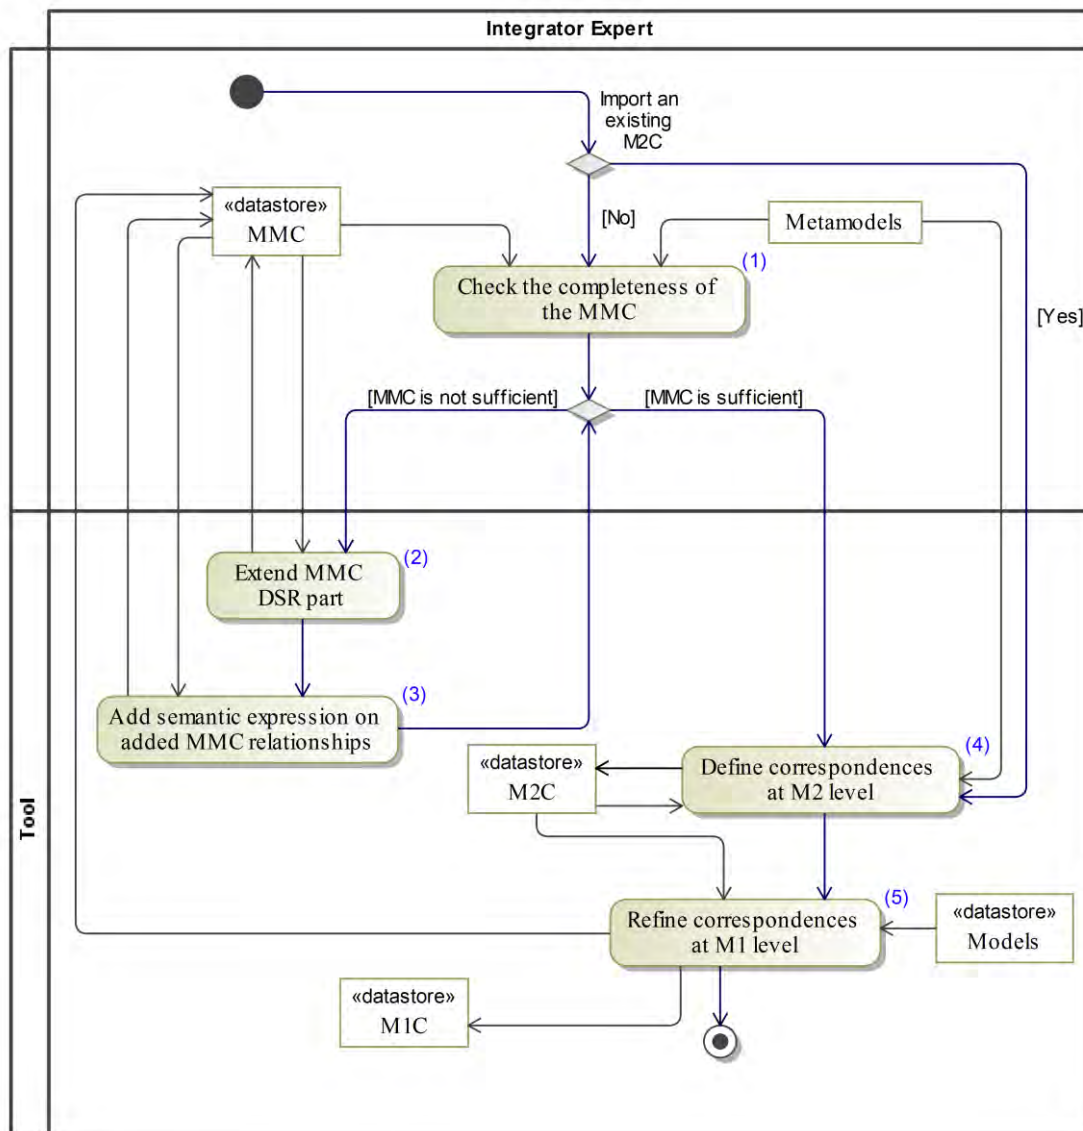 Integrator Expert
Import an
existing
M2C
«datastore»
MMC
[No]
Metamodels
(1)
Check the completeness of
the MMC
[Yes]
[MMC is not sufficient]
[MMC is sufficient]
(2)
Extend MMC
DSR part
(3)
Add semantic expression on
added MMC relationships
(4)
«datastore»
M2C
Define correspondences
at M2 level
Tool
(5)
Refine correspondences
at M1 level
«datastore»
Models
«datastore»
M1C